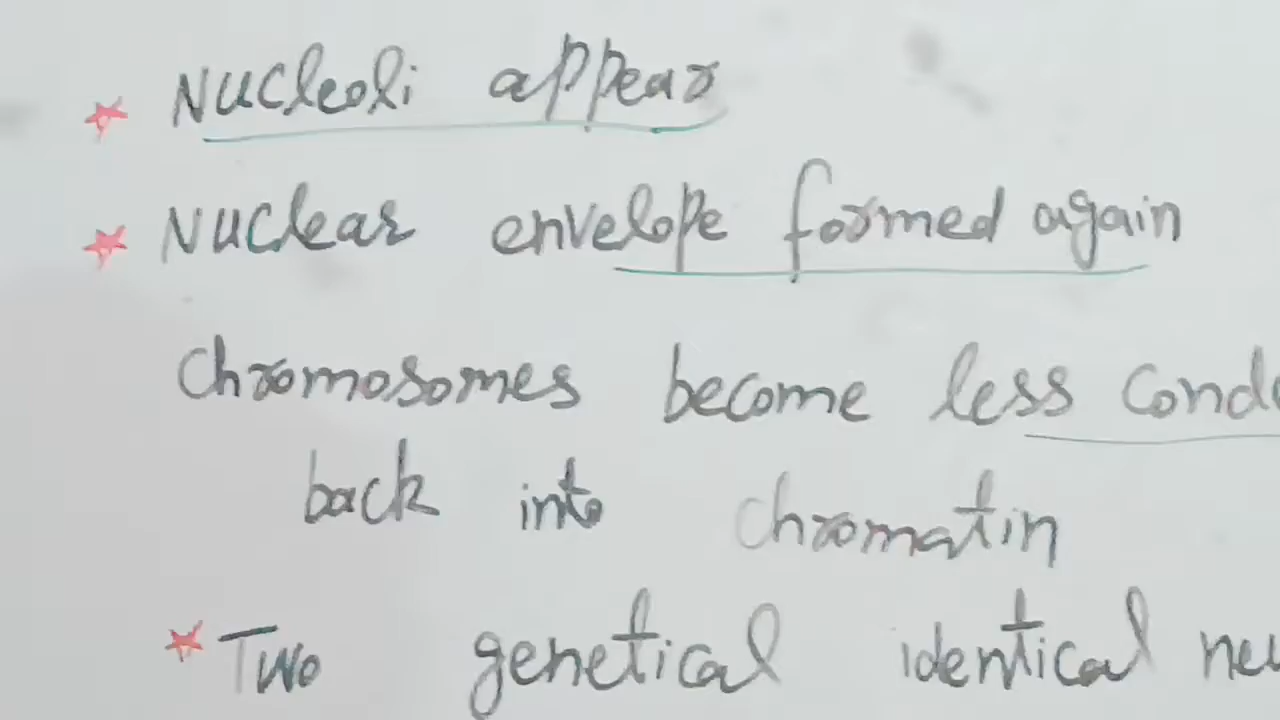 Nucleoli appear
Nuclear envelope formed again
Chromosomes become less
back into chromatin
Two genetical identical